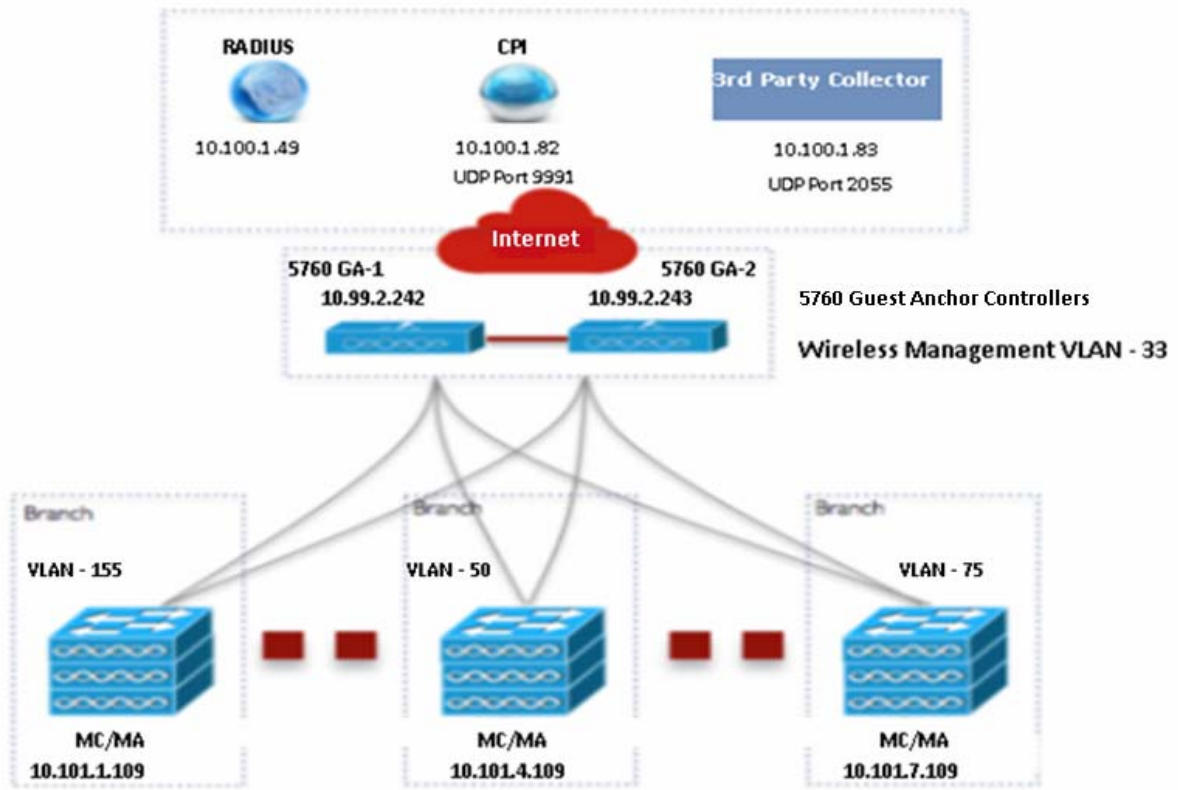 RADIUS
CPI
3rd Party Collector
10.100.1.49
10.100.1.82
10.100.1.83
UDP Port 9991
UDP Port 2055
Internet
5760 GA-1
5760 GA-2
10.99.2.242
10.99.2.243
5760 Guest Anchor Controllers
Wireless Management VLAN - 33
Branch
Branch
Branch
VLAN - 155
VLAN - 50
VLAN - 75
MC/MA
MC/MA
MC/MA
10.101.1.109
10.101.4.109
10.101.7.109